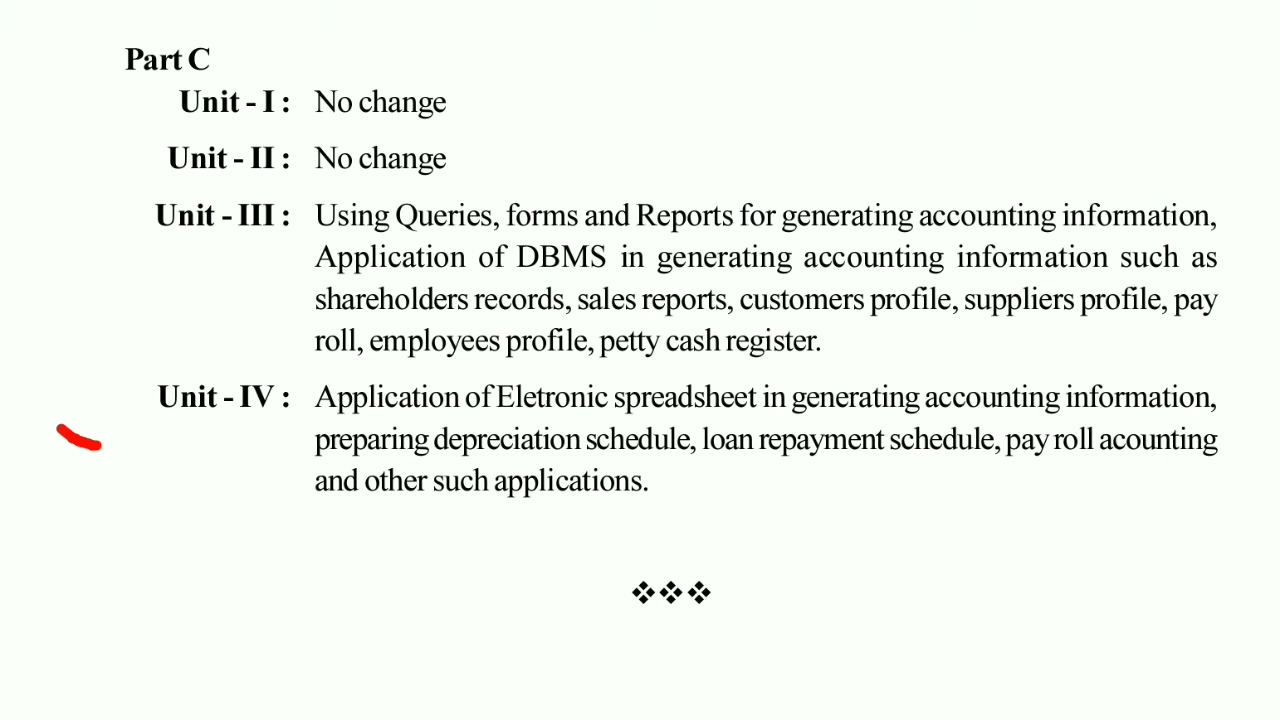 Part C
Unit - I : No change
Unit - II : No change
Unit - III : Using Queries, forms and Reports for generating accounting information,
Application of DBMS in generating accounting information such as
shareholders records, sales reports, customers profile, suppliers profile, pay
roll, employees profile, petty cash register.
Unit - IV : Application of Eletronic spreadsheet in generating accounting information,
preparing depreciation schedule, loan repayment schedule, pay roll acounting
and other such applications.